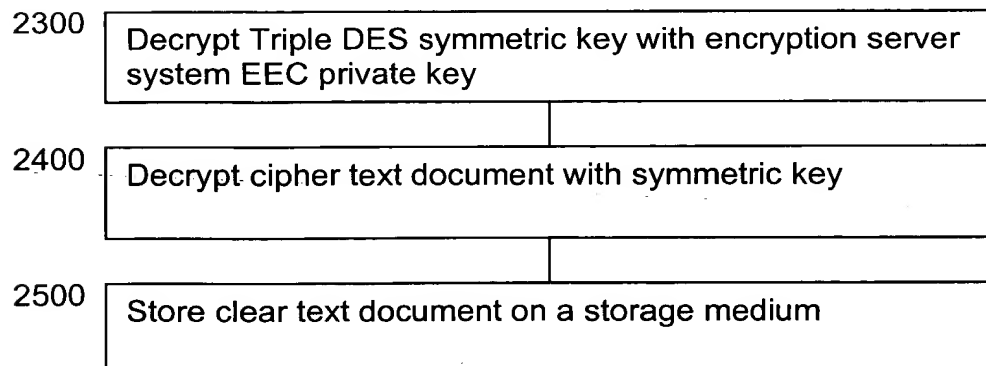 2300
Decrypt Triple DES symmetric key with encryption server
system EEC private key
2400
Decrypt cipher text document with symmetric key
2500
Store clear text document on a storage medium